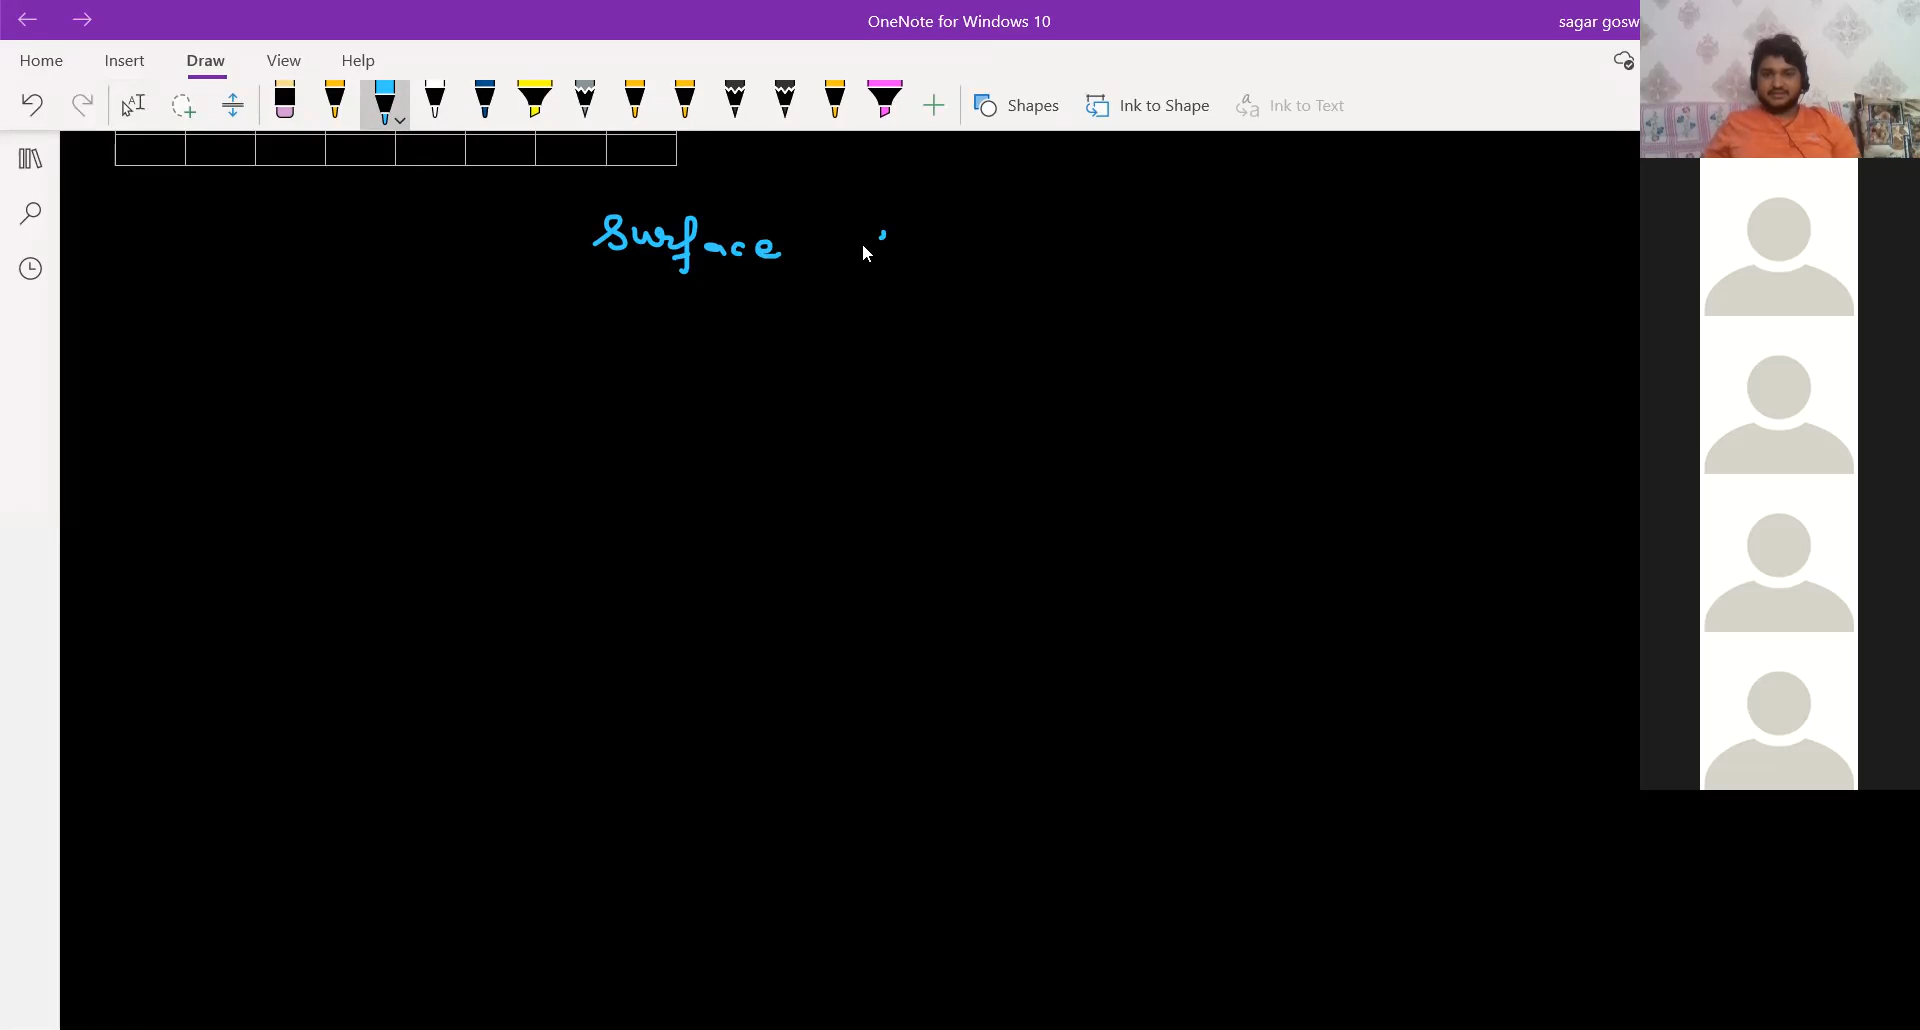 OneNote for Windows 10
sagar gosw
Home Insert Draw View Help
Shapes Ink to Shape Ink to Text
Surface